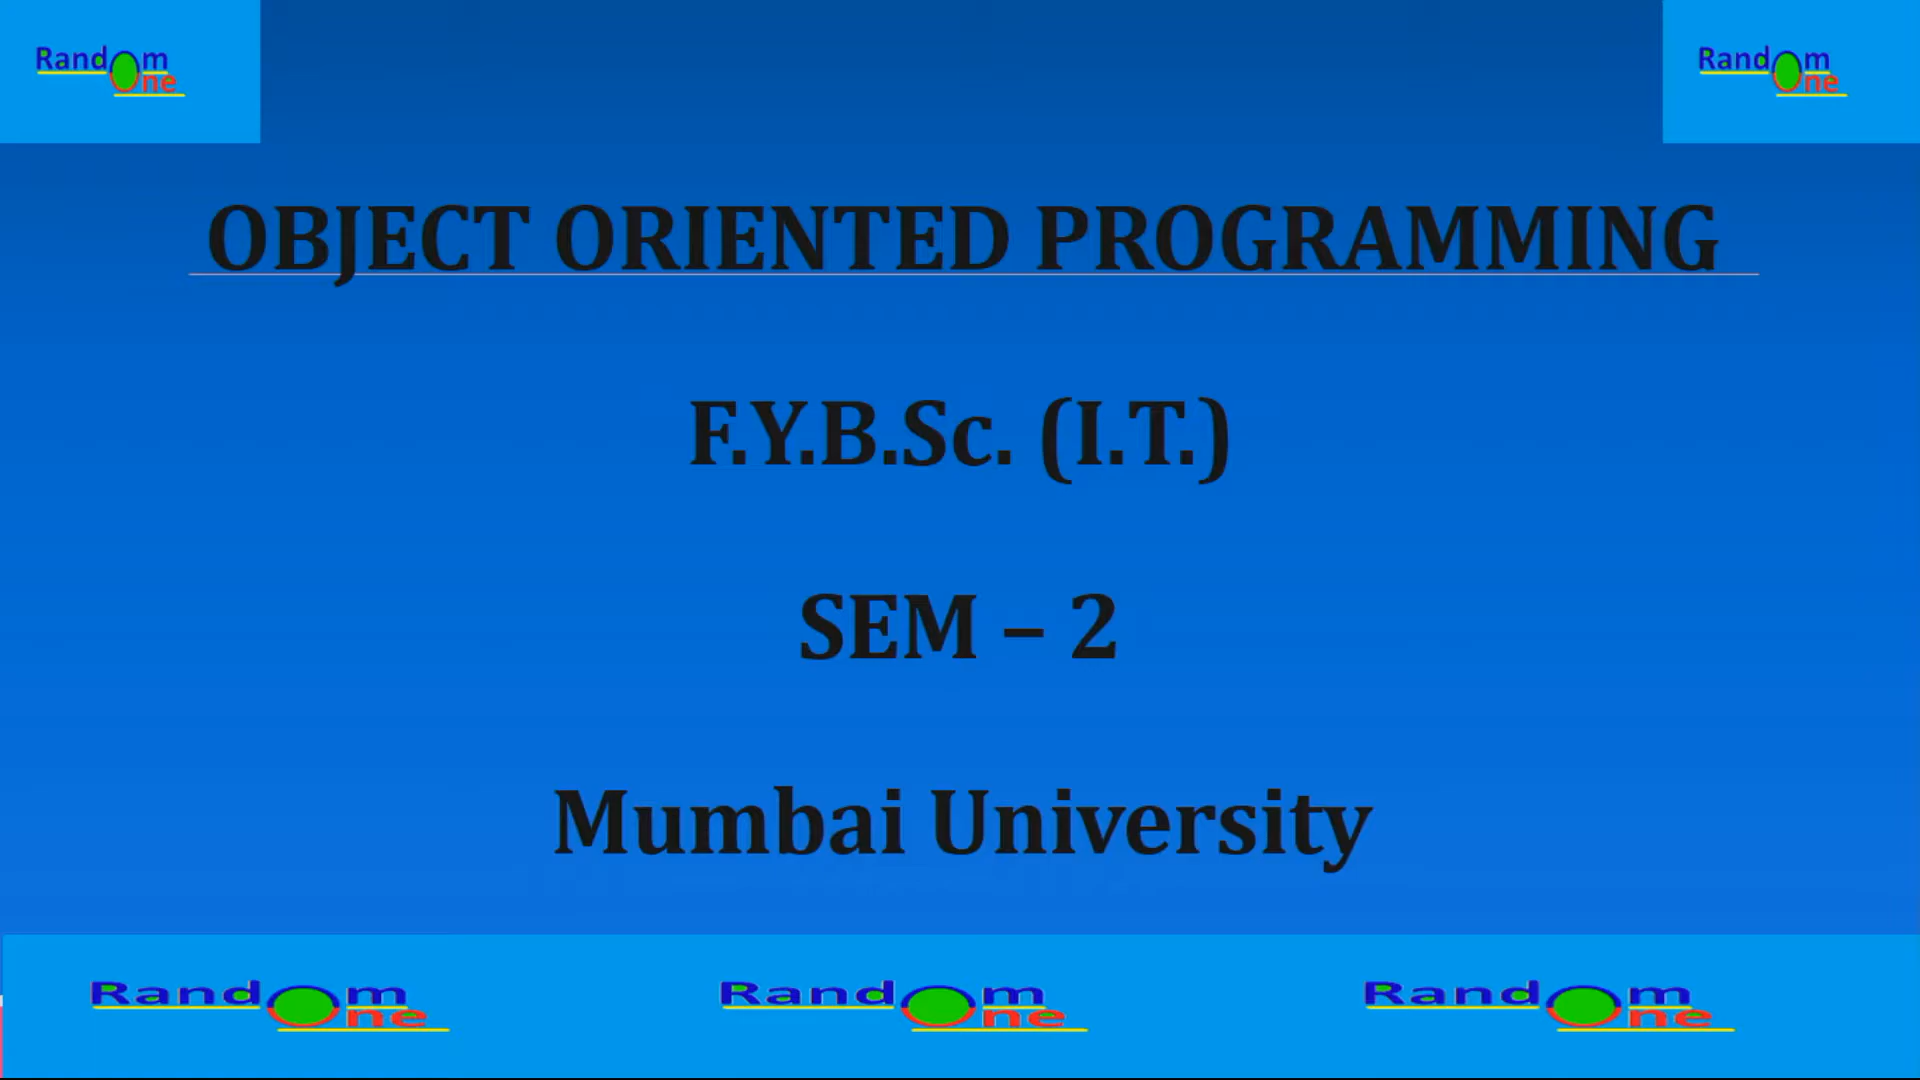 Random One
Random One
OBJECT ORIENTED PROGRAMMING
F.Y.B.Sc. (I.T.)
SEM – 2
Mumbai University
Random One
Random One
Random One